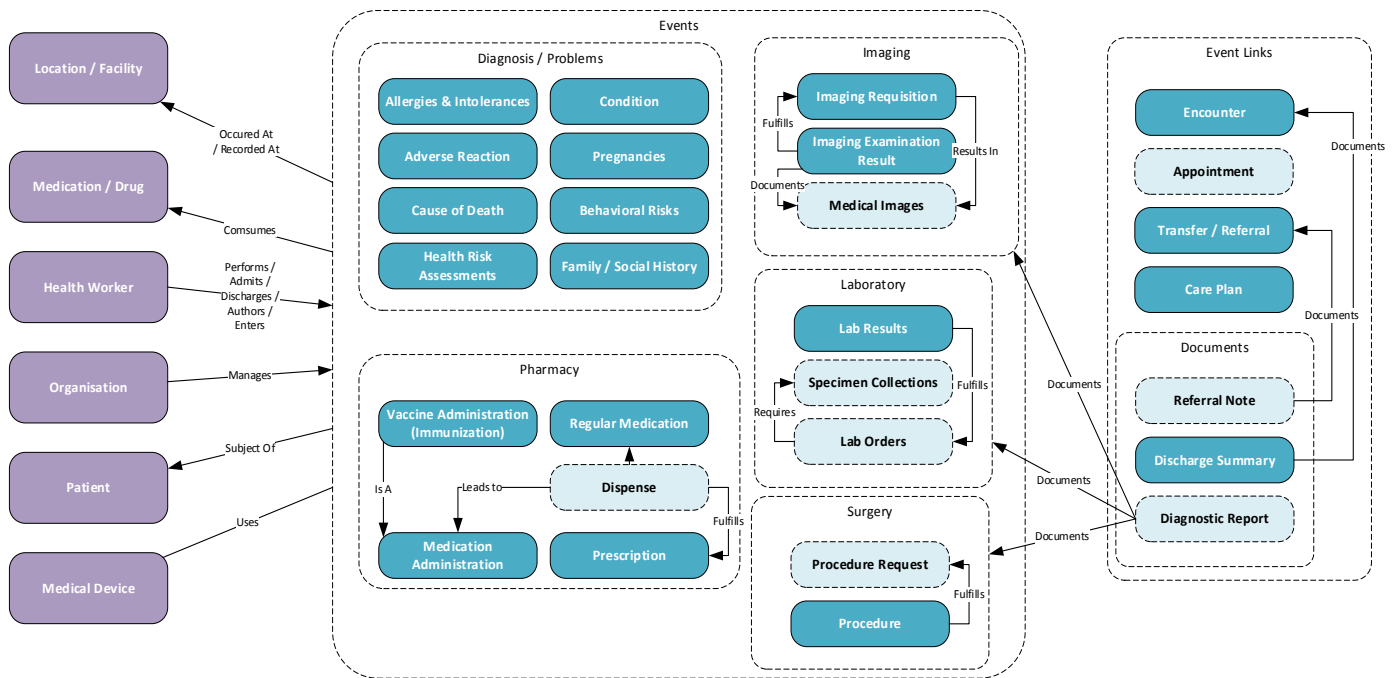 Events
Location / Facility
Medication / Drug
Health Worker
Organisation
Patient
Medical Device
Occured At
/ Recorded At
Comsumes
Performs /
Admits /
Discharges /
Authors /
Enters
Manages
Subject Of
Uses
Diagnosis / Problems
Allergies & Intolerances
Condition
Adverse Reaction
Pregnancies
Cause of Death
Behavioral Risks
Health Risk
Assessments
Family / Social History
Pharmacy
Vaccine Administration
(Immunization)
Regular Medication
Is A
Leads to
Dispense
Fulfills
Medication
Administration
Prescription
Imaging
Imaging Requisition
Fulfills
Imaging Examination
Result
Results In
Documents
Medical Images
Laboratory
Lab Results
Specimen Collections
Fulfills
Requires
Lab Orders
Surgery
Procedure Request
Fulfills
Procedure
Documents
Documents
Documents
Event Links
Encounter
Documents
Appointment
Transfer / Referral
Care Plan
Documents
Documents
Referral Note
Discharge Summary
Diagnostic Report